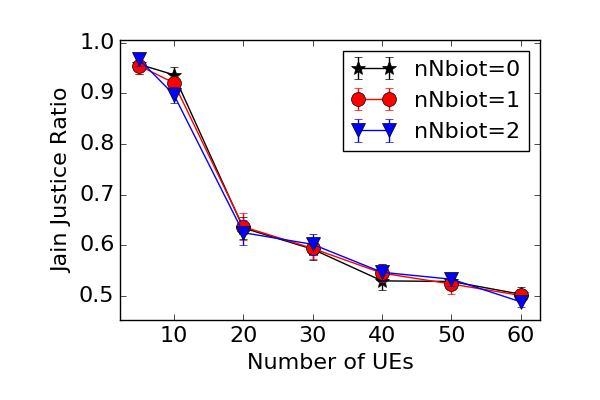 1.0
0.9
0.8
0.7
0.6
0.5
Jain Justice Ratio
nNbiot=0
nNbiot=1
nNbiot=2
10 20 30 40 50 60
Number of UEs